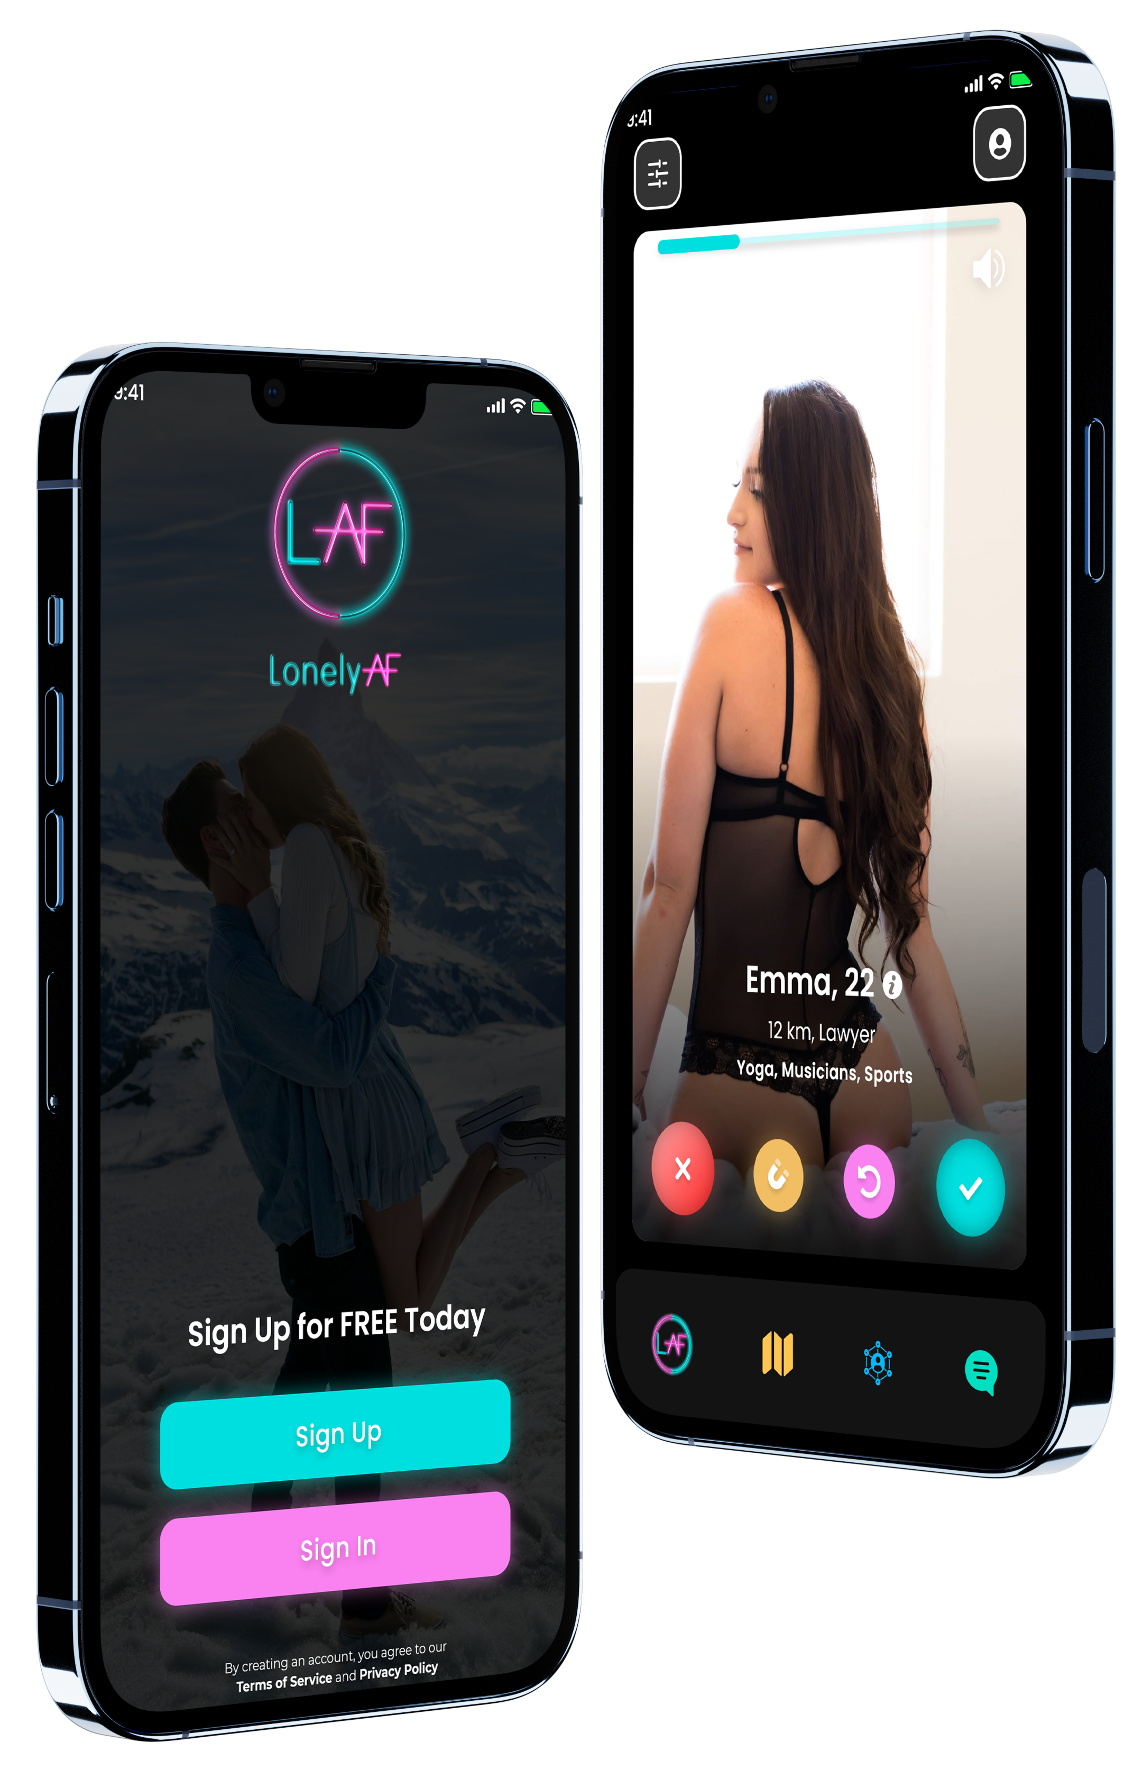 9:41
LAF
LonelyAF
Sign Up for FREE Today
Sign Up
Sign In
By creating an account, you agree to our
Terms of Service and Privacy Policy
9:41
Emma, 22 i
12 km, Lawyer
Yoga, Musicians, Sports
LAF